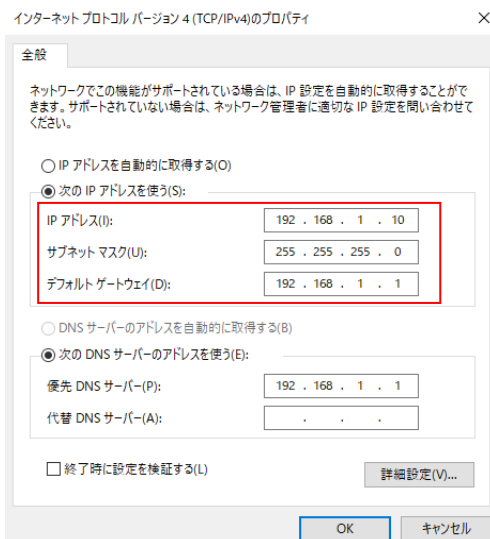 インターネット プロトコル バージョン 4 (TCP/IPv4)のプロパティ
全般
ネットワークでこの機能がサポートされている場合は、IP 設定を自動的に取得することがで
きます。サポートされていない場合は、ネットワーク管理者に適切な IP 設定を問い合わせて
ください。
IP アドレスを自動的に取得する(O)
次の IP アドレスを使う(S):
IP アドレス(I): 192 . 168 . 1 . 10
サブネット マスク(U): 255 . 255 . 255 . 0
デフォルト ゲートウェイ(D): 192 . 168 . 1 . 1
DNS サーバーのアドレスを自動的に取得する(B)
次の DNS サーバーのアドレスを使う(E):
優先 DNS サーバー(P): 192 . 168 . 1 . 1
代替 DNS サーバー(A): . . .
終了時に設定を検証する(L)
詳細設定(V)...
OK キャンセル